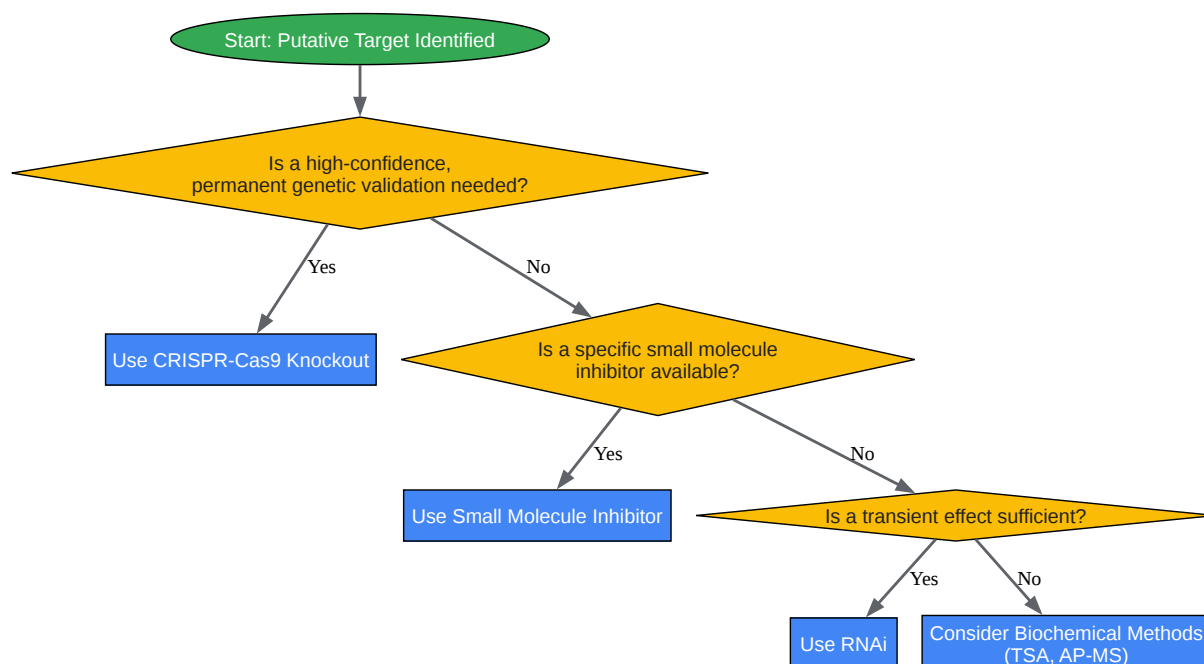 Start: Putative Target Identified
Is a high-confidence,
permanent genetic validation needed?
Yes
No
Use CRISPR-Cas9 Knockout
Is a specific small molecule
inhibitor available?
Yes
No
Use Small Molecule Inhibitor
Is a transient effect sufficient?
Yes
No
Use RNAi
Consider Biochemical Methods
(TSA, AP-MS)